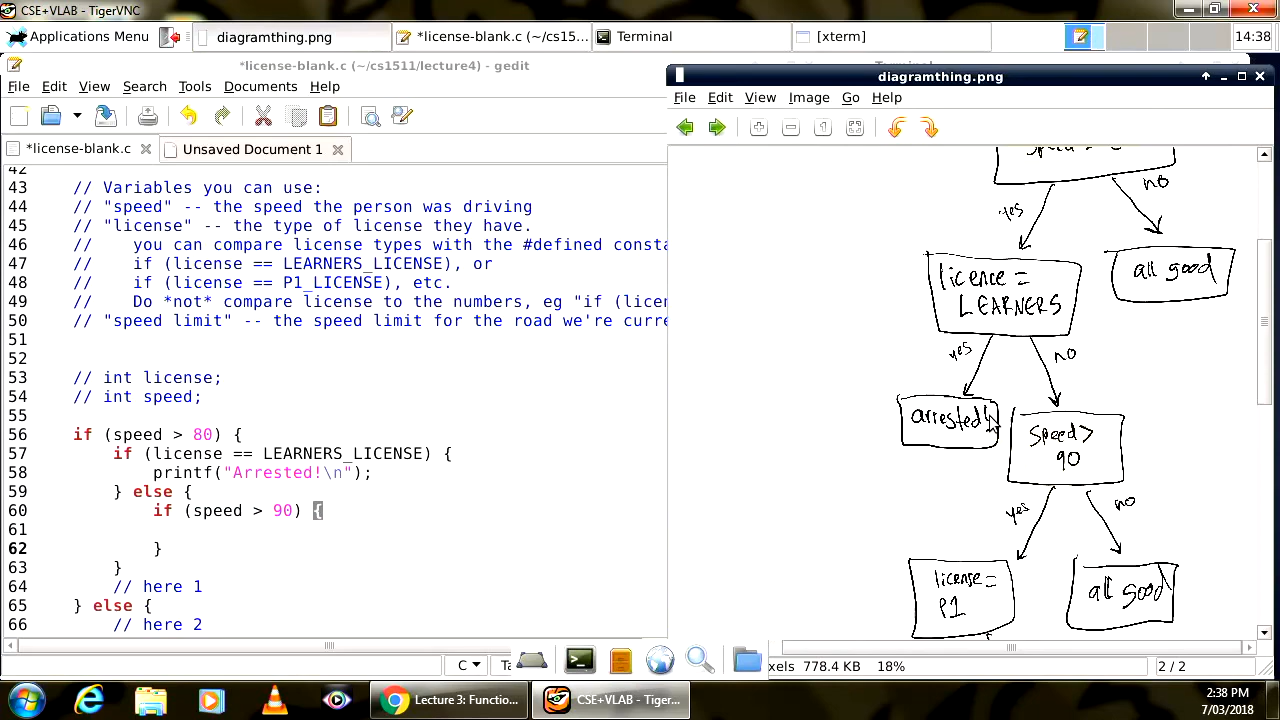 CSE+VLAB - TigerVNC
Applications Menu
diagramthing.png
*license-blank.c (~/cs15...
Terminal
[xterm]
14:38
*license-blank.c (~/cs1511/lecture4) - gedit
File Edit View Search Tools Documents Help
*license-blank.c
Unsaved Document 1
42
43 // Variables you can use:
44 // "speed" -- the speed the person was driving
45 // "license" -- the type of license they have.
46 // you can compare license types with the #defined consta
47 // if (license == LEARNERS_LICENSE), or
48 // if (license == P1_LICENSE), etc.
49 // Do *not* compare license to the numbers, eg "if (licen
50 // "speed limit" -- the speed limit for the road we're curre
51
52
53 // int license;
54 // int speed;
55
56 if (speed > 80) {
57 if (license == LEARNERS_LICENSE) {
58 printf("Arrested!\n");
59 } else {
60 if (speed > 90) {
61
62 }
63 }
64 // here 1
65 } else {
66 // here 2
C
diagramthing.png
File Edit View Image Go Help
yes
no
licence =
LEARNERS
all good
yes
no
arrested!
speed >
90
yes
no
license =
P1
all good
xels 778.4 KB 18%
2 / 2
Lecture 3: Functio...
CSE+VLAB - TigerV...
2:38 PM
7/03/2018